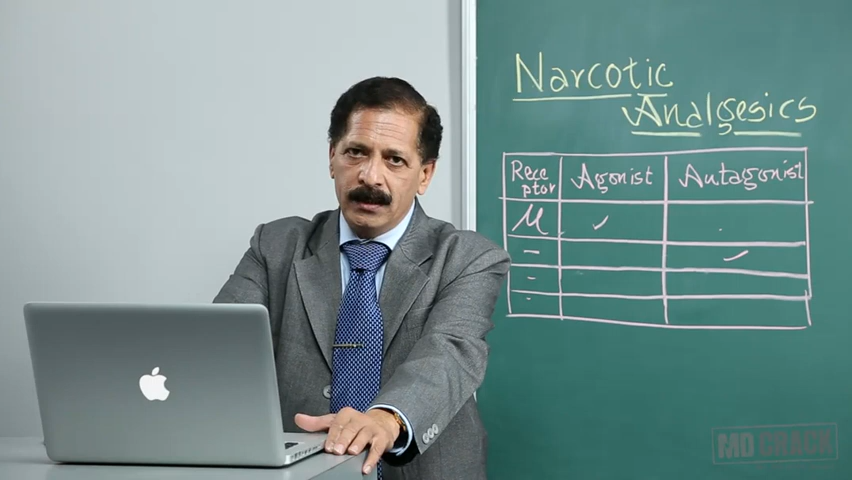 Narcotic
Analgesics
Rece
ptor
Agonist
Antagonist
μ
MD CRACK